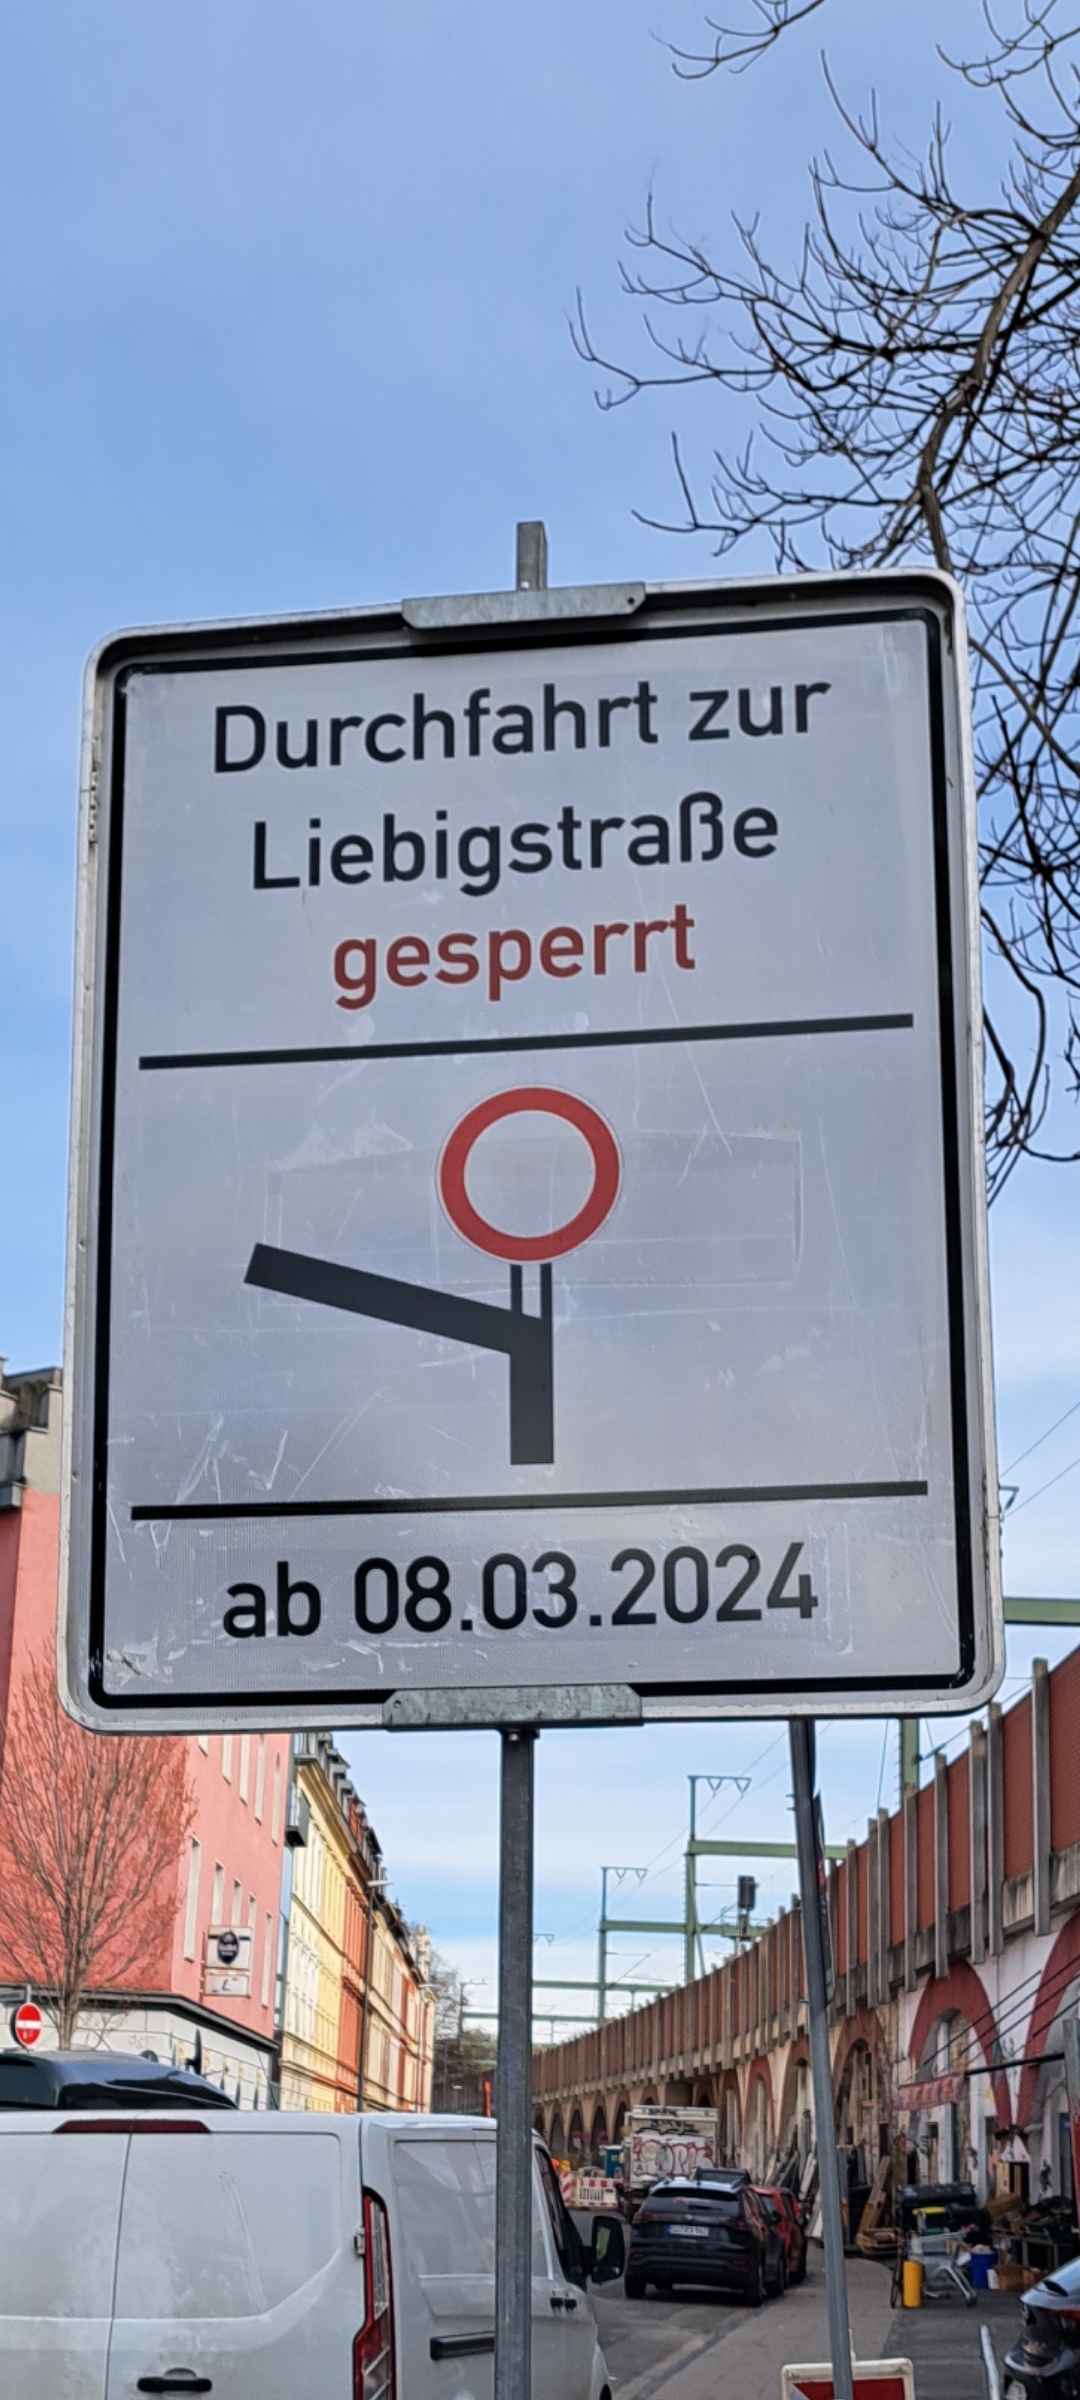 Durchfahrt zur
Liebigstraße
gesperrt
ab 08.03.2024